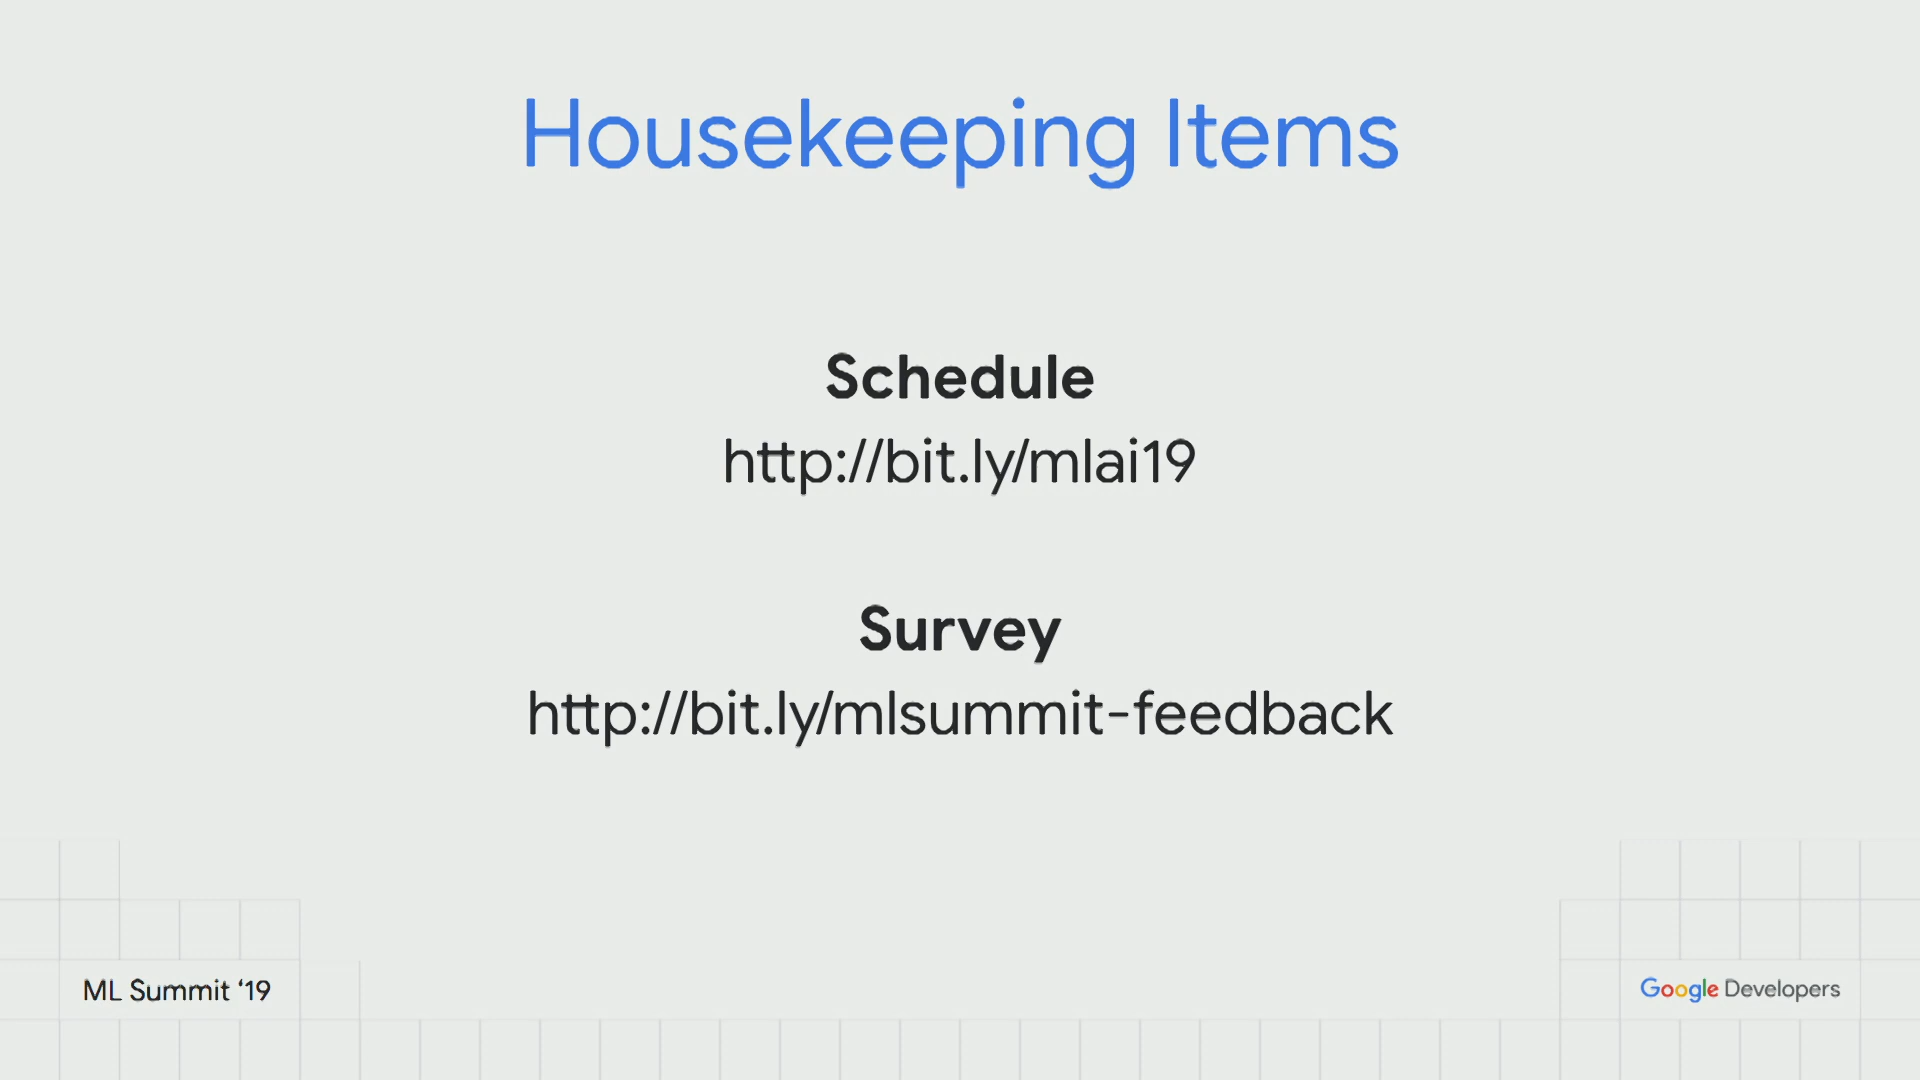 Housekeeping Items
Schedule
http://bit.ly/mlai19
Survey
http://bit.ly/mlsummit-feedback
ML Summit ‘19
Google Developers